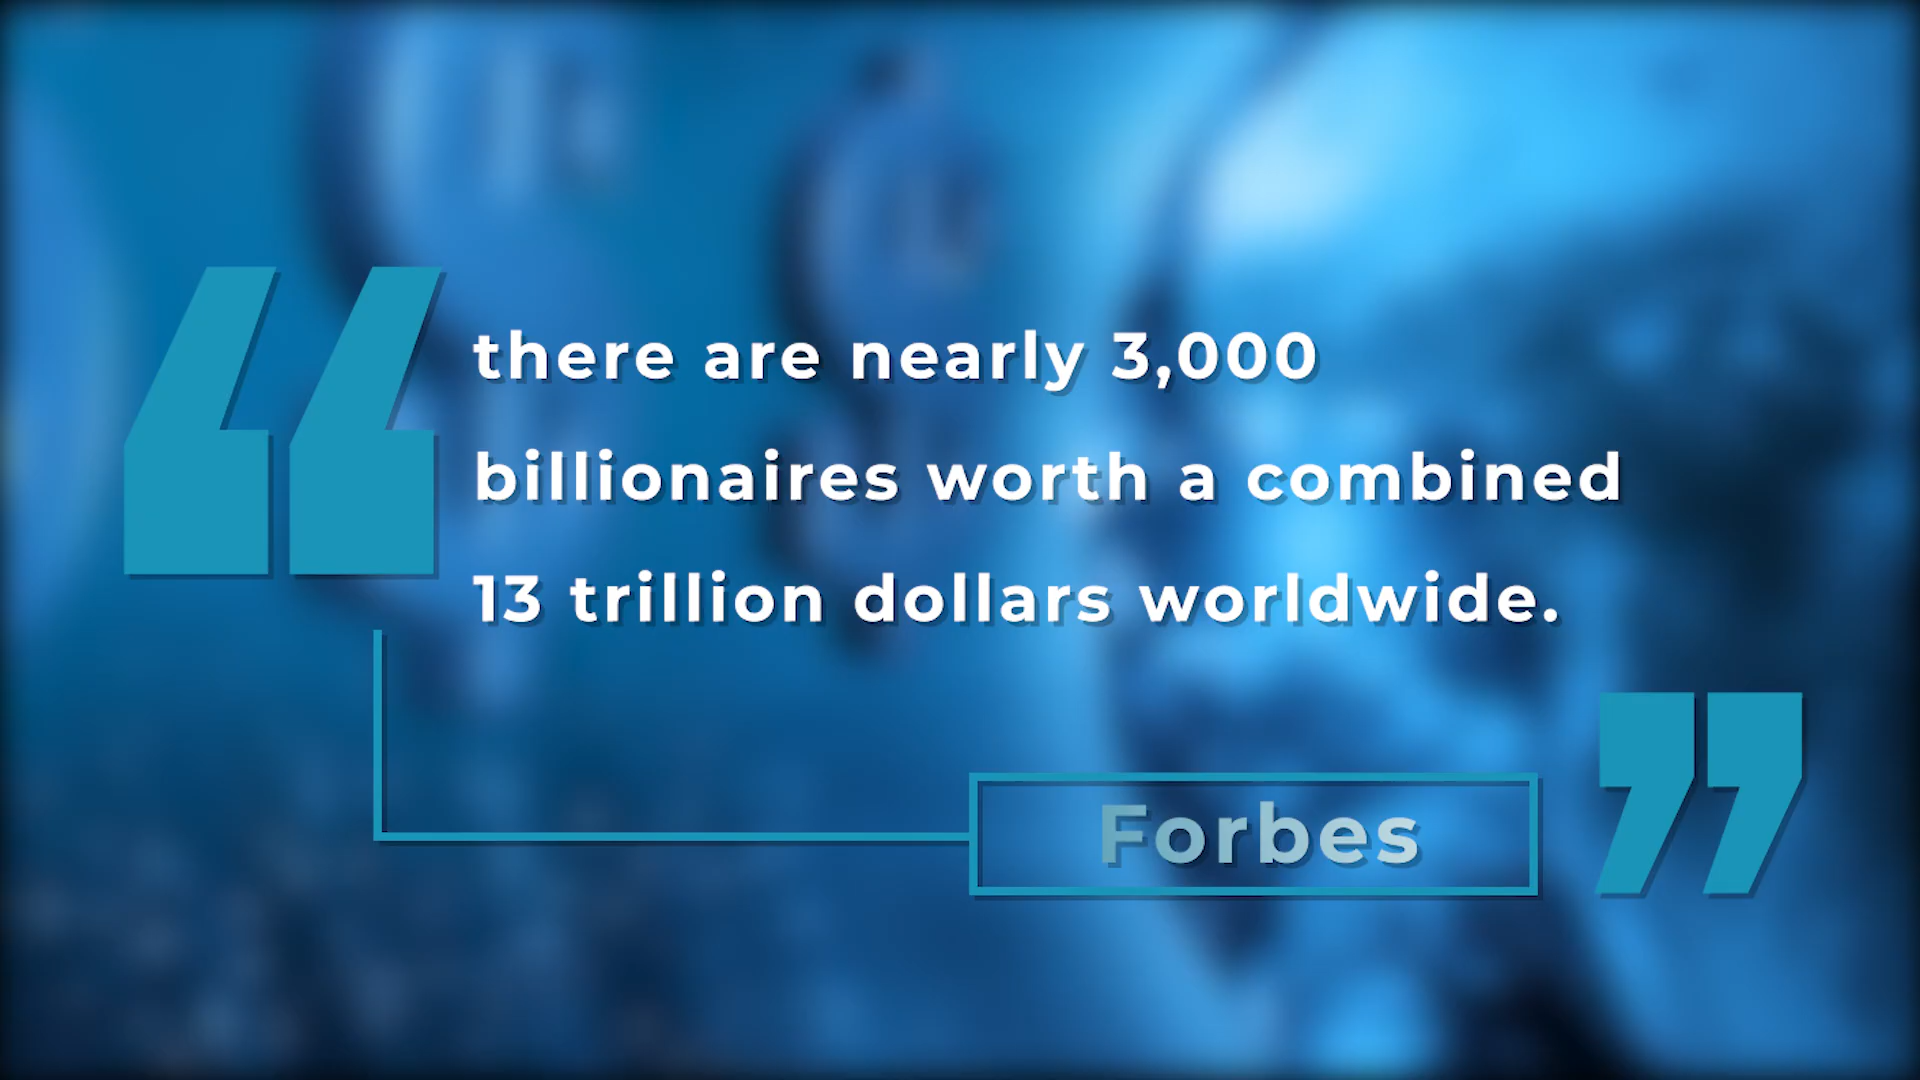 “
there are nearly 3,000
billionaires worth a combined
13 trillion dollars worldwide.
Forbes
”